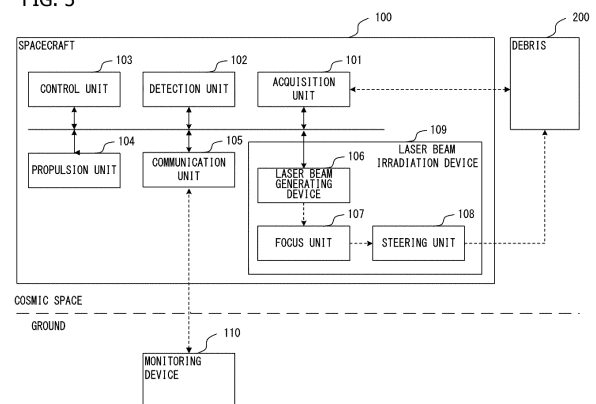 FIG. 3
100
200
SPACECRAFT
DEBRIS
103
102
101
CONTROL UNIT
DETECTION UNIT
ACQUISITION
UNIT
104
105
109
PROPULSION UNIT
COMMUNICATION
UNIT
LASER BEAM
IRRADIATION DEVICE
106
LASER BEAM
GENERATING
DEVICE
107
108
FOCUS UNIT
STEERING UNIT
COSMIC SPACE
GROUND
110
MONITORING
DEVICE